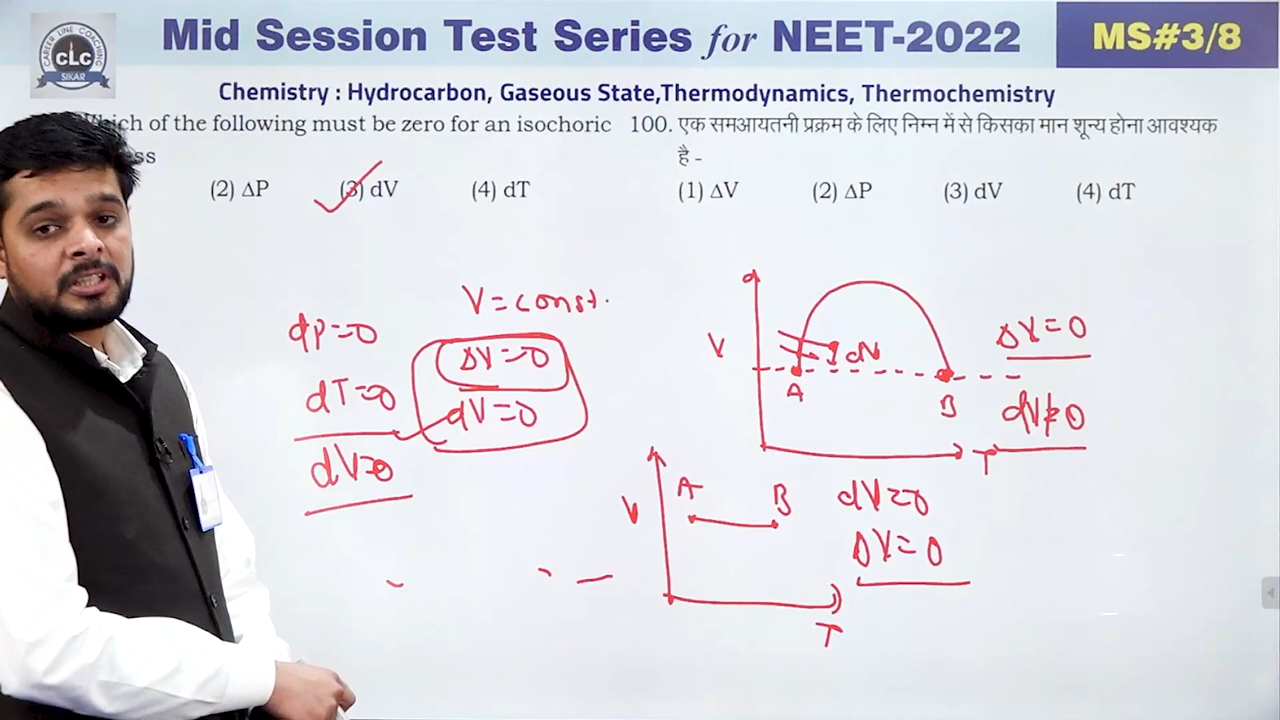 CAREER LINE COACHING
CLC
SIKAR
Mid Session Test Series for NEET-2022
MS#3/8
Chemistry : Hydrocarbon, Gaseous State,Thermodynamics, Thermochemistry
Which of the following must be zero for an isochoric
(2) ΔP (3) dV (4) dT
100. एक समआयतनी प्रक्रम के लिए निम्न में से किसका मान शून्य होना आवश्यक
है -
(1) ΔV (2) ΔP (3) dV (4) dT
V = const.
dP=0
ΔV=0
dT=0
dV=0
dV=0
V
dV
A
B
T
ΔV=0
dV≠0
V
A
B
T
dV=0
ΔV=0